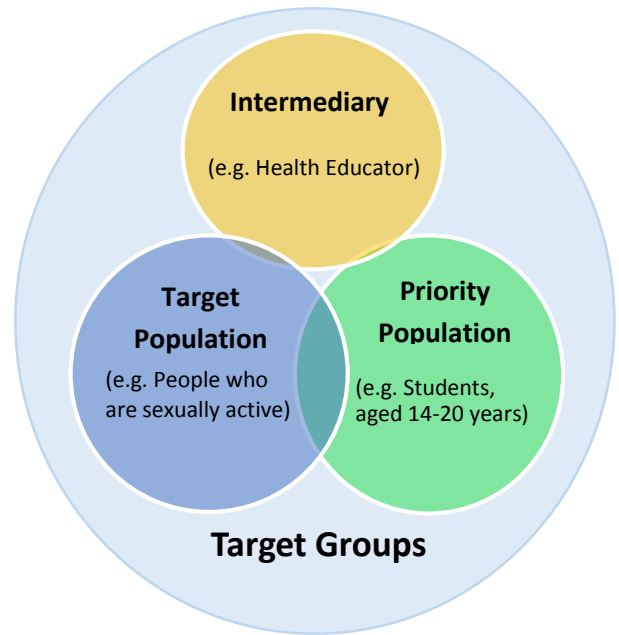 Intermediary
(e.g. Health Educator)
Target
Population
(e.g. People who
are sexually active)
Priority
Population
(e.g. Students,
aged 14-20 years)
Target Groups